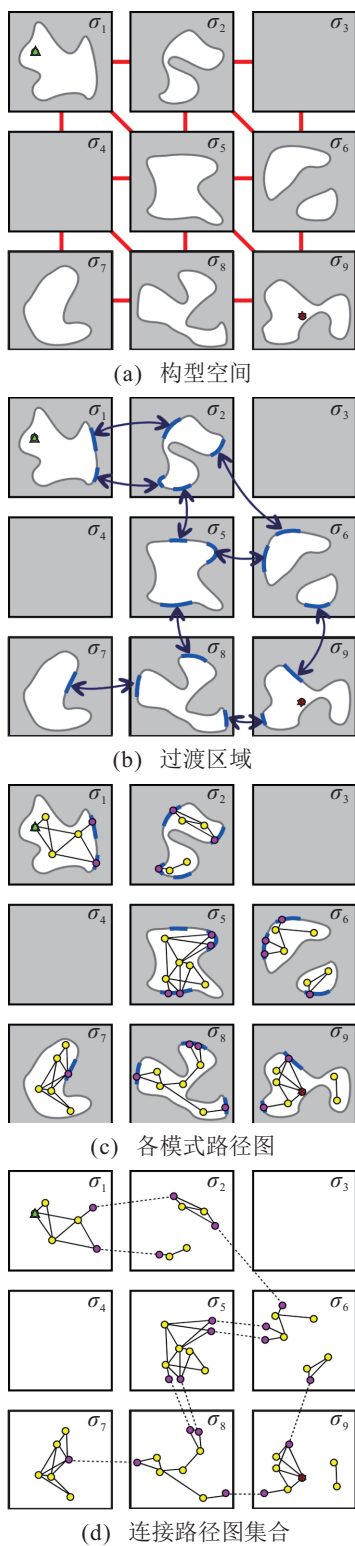 σ1 σ2 σ3
σ4 σ5 σ6
σ7 σ8 σ9
(a) 构型空间
σ1 σ2 σ3
σ4 σ5 σ6
σ7 σ8 σ9
(b) 过渡区域
σ1 σ2 σ3
σ4 σ5 σ6
σ7 σ8 σ9
(c) 各模式路径图
σ1 σ2 σ3
σ4 σ5 σ6
σ7 σ8 σ9
(d) 连接路径图集合